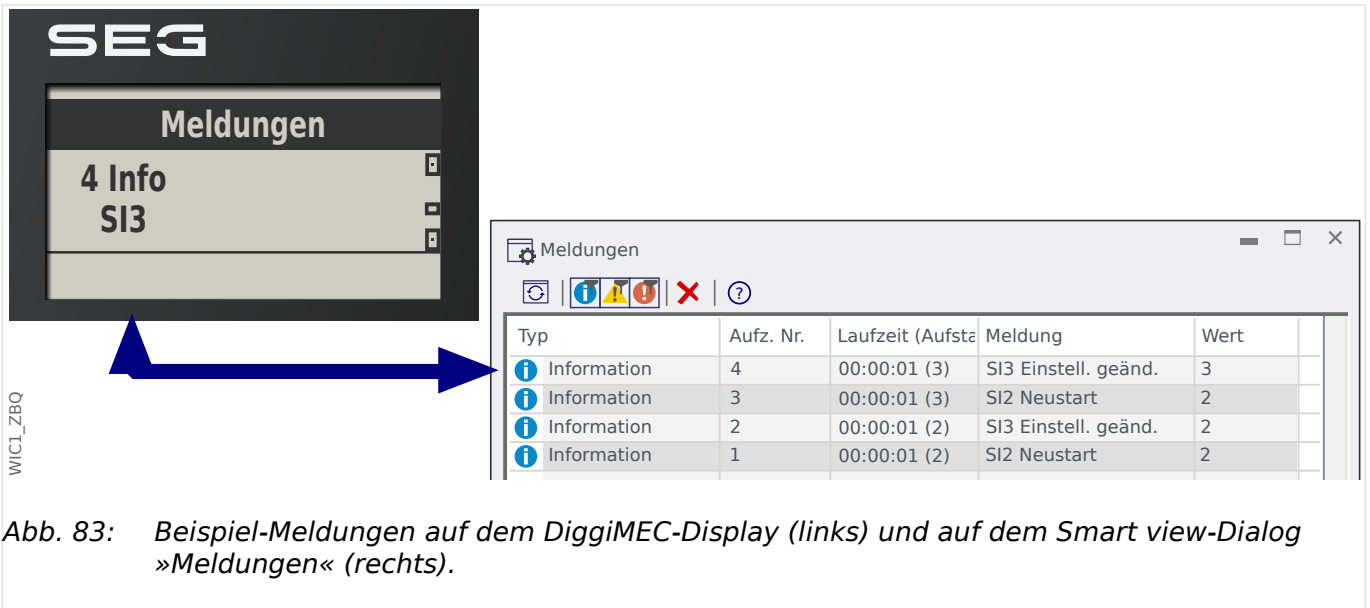 SEG
Meldungen
4 Info
SI3
WIC1_ZBQ
Meldungen
Typ Aufz. Nr. Laufzeit (Aufsta Meldung Wert
Information 4 00:00:01 (3) SI3 Einstell. geänd. 3
Information 3 00:00:01 (3) SI2 Neustart 2
Information 2 00:00:01 (2) SI3 Einstell. geänd. 2
Information 1 00:00:01 (2) SI2 Neustart 2
Abb. 83: Beispiel-Meldungen auf dem DiggiMEC-Display (links) und auf dem Smart view-Dialog
»Meldungen« (rechts).